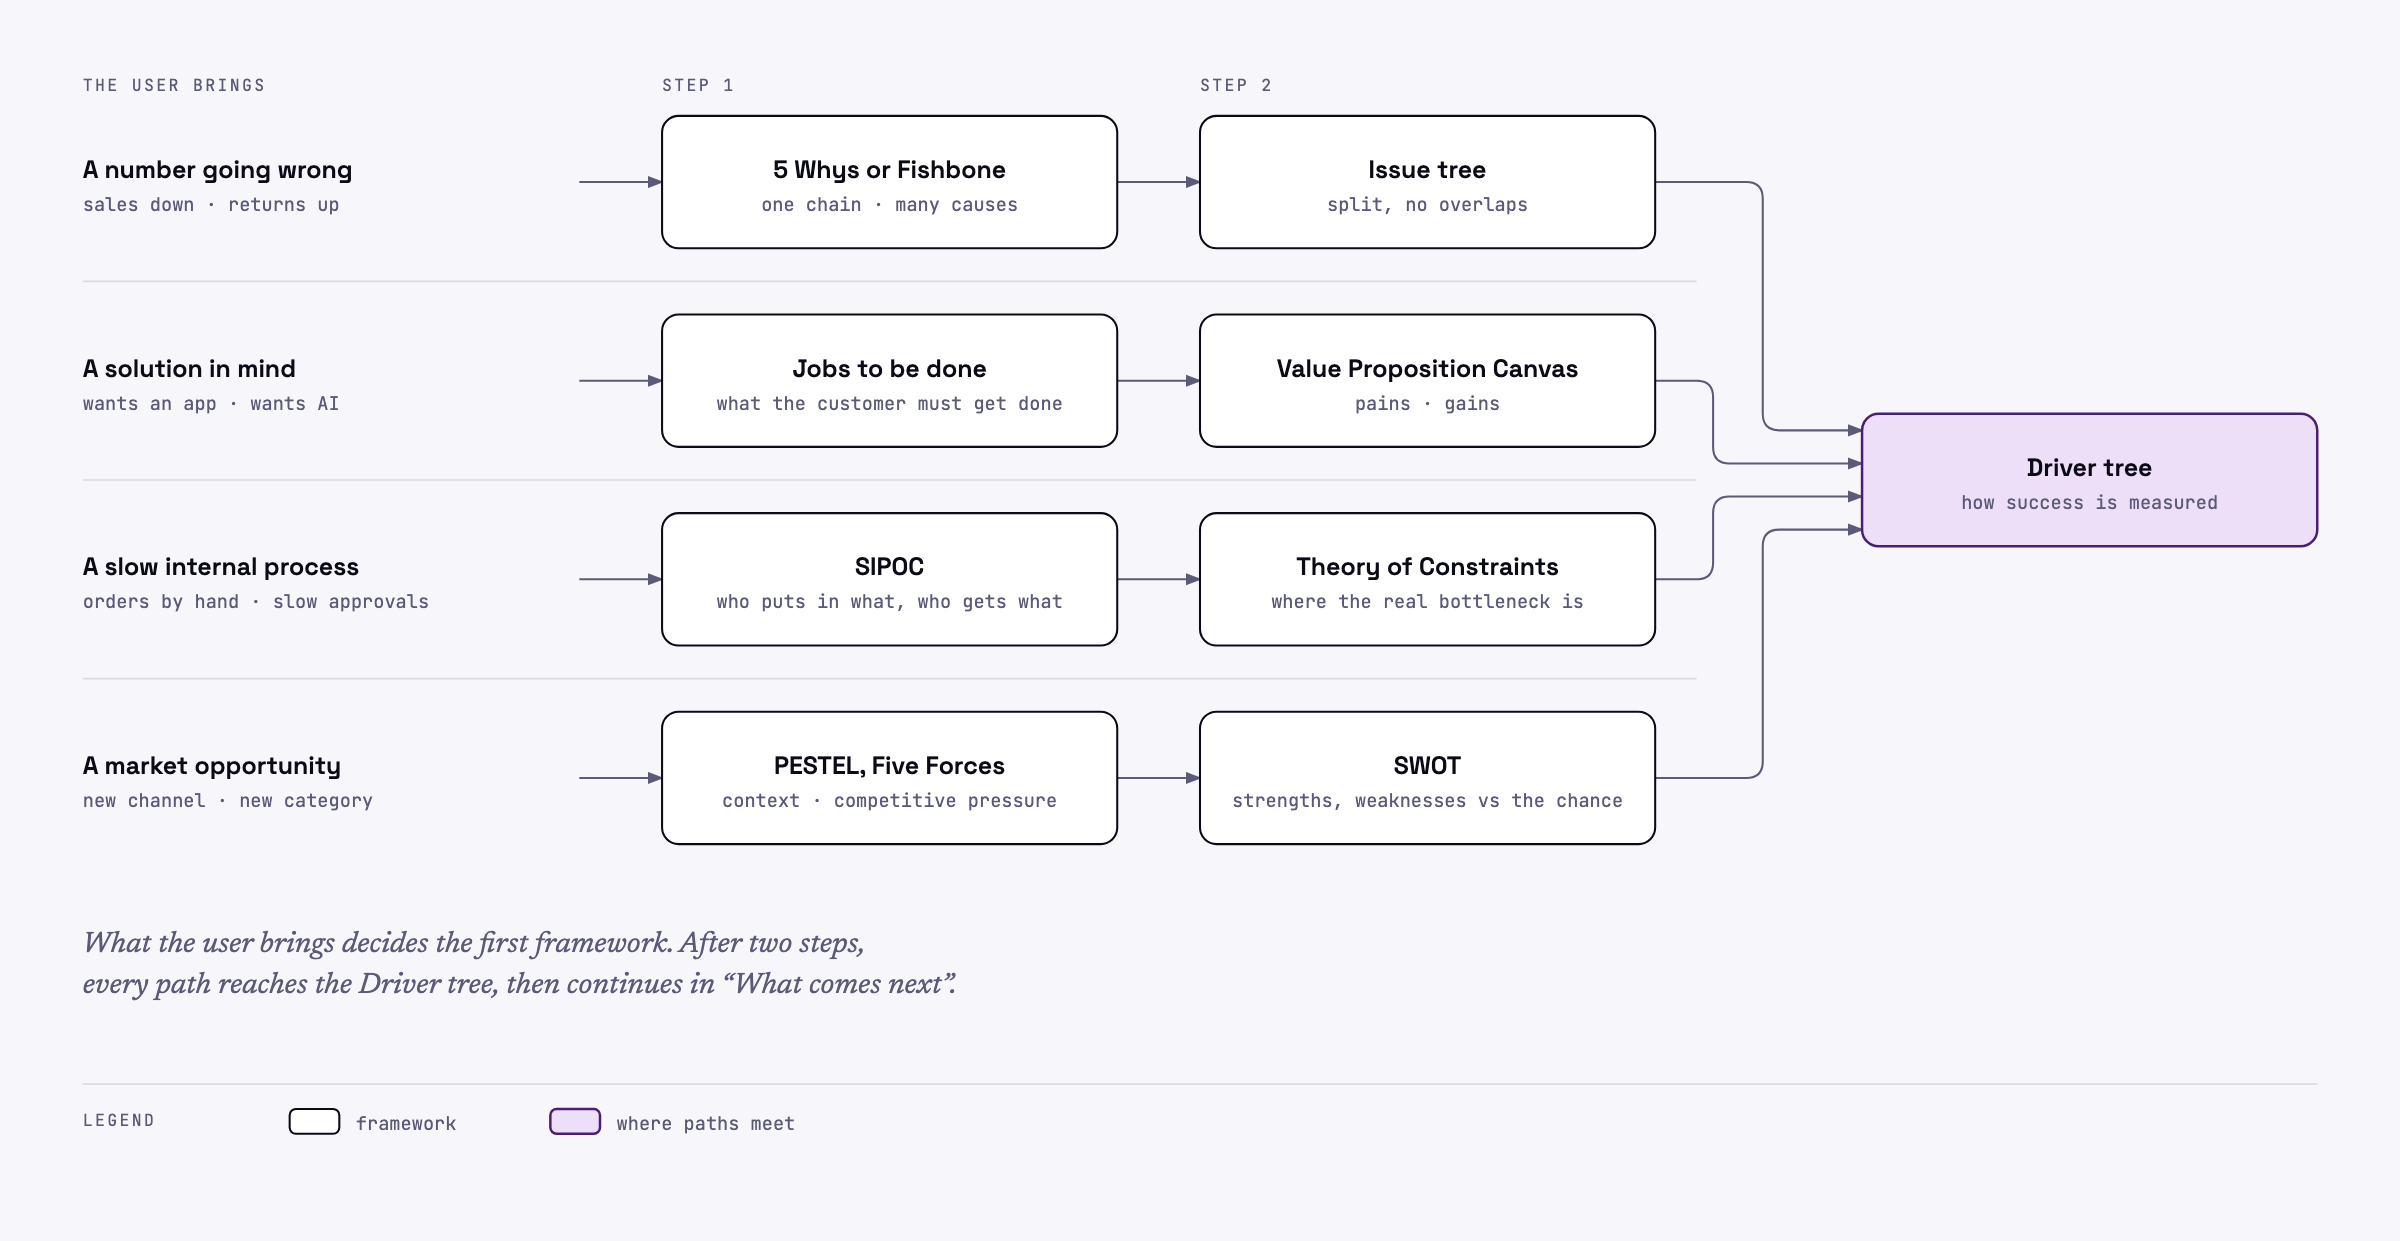 THE USER BRINGS
STEP 1
STEP 2
A number going wrong
sales down · returns up
5 Whys or Fishbone
one chain · many causes
Issue tree
split, no overlaps
A solution in mind
wants an app · wants AI
Jobs to be done
what the customer must get done
Value Proposition Canvas
pains · gains
Driver tree
how success is measured
A slow internal process
orders by hand · slow approvals
SIPOC
who puts in what, who gets what
Theory of Constraints
where the real bottleneck is
A market opportunity
new channel · new category
PESTEL, Five Forces
context · competitive pressure
SWOT
strengths, weaknesses vs the chance
What the user brings decides the first framework. After two steps,
every path reaches the Driver tree, then continues in “What comes next”.
LEGEND
framework
where paths meet